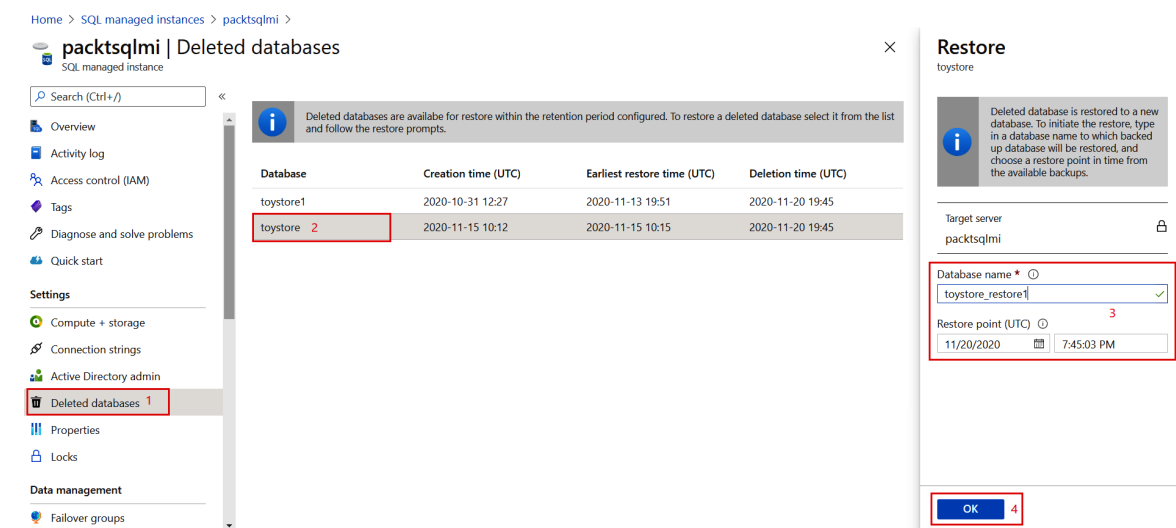 Home > SQL managed instances > packtsqlmi >
packtsqlmi | Deleted databases
SQL managed instance
Search (Ctrl+/)
Overview
Activity log
Access control (IAM)
Tags
Diagnose and solve problems
Quick start
Settings
Compute + storage
Connection strings
Active Directory admin
Deleted databases 1
Properties
Locks
Data management
Failover groups
Deleted databases are availabe for restore within the retention period configured. To restore a deleted database select it from the list
and follow the restore prompts.
Database Creation time (UTC) Earliest restore time (UTC) Deletion time (UTC)
toystore1 2020-10-31 12:27 2020-11-13 19:51 2020-11-20 19:45
toystore 2 2020-11-15 10:12 2020-11-15 10:15 2020-11-20 19:45
Restore
toystore
Deleted database is restored to a new
database. To initiate the restore, type
in a database name to which backed
up database will be restored, and
choose a restore point in time from
the available backups.
Target server
packtsqlmi
Database name *
toystore_restore1
3
Restore point (UTC)
11/20/2020 7:45:03 PM
OK 4